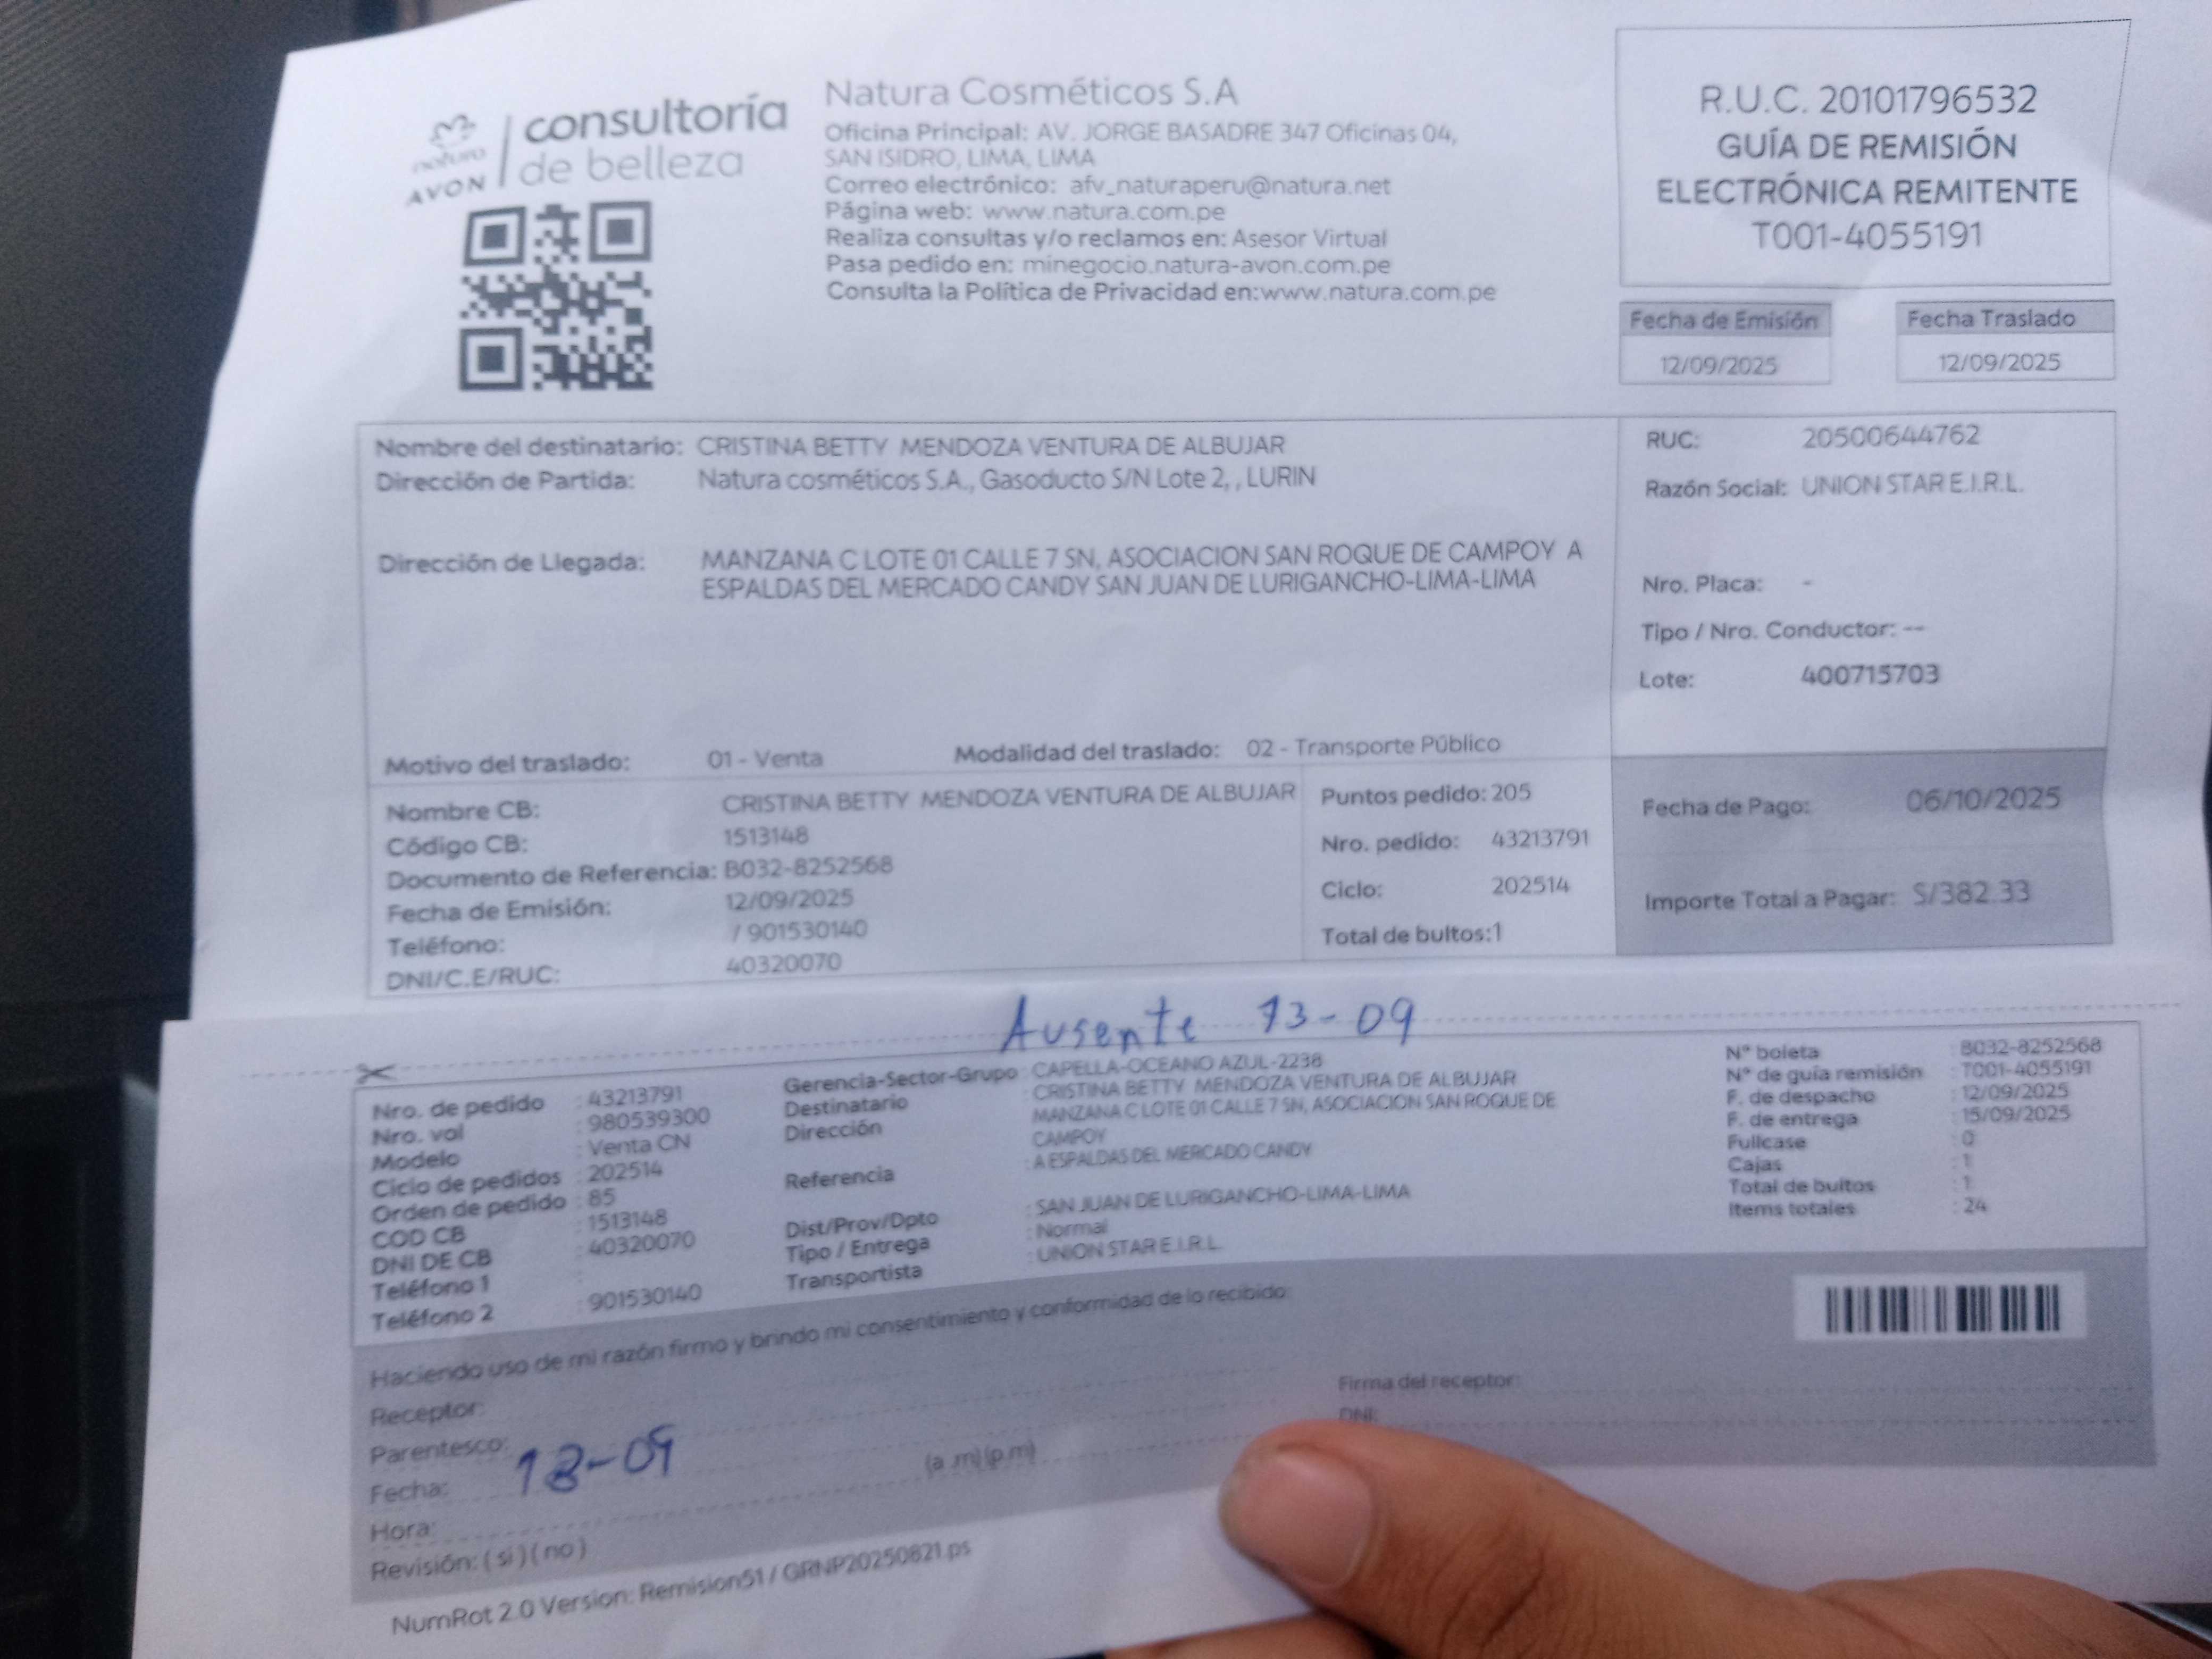 natura
AVON
consultoría
de belleza
Natura Cosméticos S.A
Oficina Principal: AV. JORGE BASADRE 347 Oficinas 04,
SAN ISIDRO, LIMA, LIMA
Correo electrónico: afv_naturaperu@natura.net
Página web: www.natura.com.pe
Realiza consultas y/o reclamos en: Asesor Virtual
Pasa pedido en: minegocio.natura-avon.com.pe
Consulta la Política de Privacidad en:www.natura.com.pe
R.U.C. 20101796532
GUÍA DE REMISIÓN
ELECTRÓNICA REMITENTE
T001-4055191
Fecha de Emisión
12/09/2025
Fecha Traslado
12/09/2025
Nombre del destinatario: CRISTINA BETTY MENDOZA VENTURA DE ALBUJAR
Dirección de Partida: Natura cosméticos S.A., Gasoducto S/N Lote 2, , LURIN
Dirección de Llegada: MANZANA C LOTE 01 CALLE 7 SN, ASOCIACION SAN ROQUE DE CAMPOY A
ESPALDAS DEL MERCADO CANDY SAN JUAN DE LURIGANCHO-LIMA-LIMA
Motivo del traslado: 01 - Venta Modalidad del traslado: 02 - Transporte Público
RUC: 20500644762
Razón Social: UNION STAR E.I.R.L.
Nro. Placa: -
Tipo / Nro. Conductor: --
Lote: 400715703
Nombre CB: CRISTINA BETTY MENDOZA VENTURA DE ALBUJAR
Código CB: 1513148
Documento de Referencia: B032-8252568
Fecha de Emisión: 12/09/2025
Teléfono: / 901530140
DNI/C.E/RUC: 40320070
Puntos pedido: 205
Nro. pedido: 43213791
Ciclo: 202514
Total de bultos:1
Fecha de Pago: 06/10/2025
Importe Total a Pagar: S/382.33
Ausente 13-09
Nro. de pedido : 43213791
Nro. val : 980539300
Modelo : Venta CN
Ciclo de pedidos : 202514
Orden de pedido : 85
COD CB : 1513148
DNI DE CB : 40320070
Teléfono 1 :
Teléfono 2 : 901530140
Gerencia-Sector-Grupo : CAPELLA-OCEANO AZUL-2238
Destinatario : CRISTINA BETTY MENDOZA VENTURA DE ALBUJAR
Dirección : MANZANA C LOTE 01 CALLE 7 SN, ASOCIACION SAN ROQUE DE
CAMPOY
Referencia : A ESPALDAS DEL MERCADO CANDY
Dist/Prov/Dpto : SAN JUAN DE LURIGANCHO-LIMA-LIMA
Tipo / Entrega : Normal
Transportista : UNION STAR E.I.R.L.
Nº boleta : B032-8252568
Nº de guía remisión : T001-4055191
F. de despacho : 12/09/2025
F. de entrega : 15/09/2025
Fullcase : 0
Cajas : 1
Total de bultos : 1
Items totales : 24
Haciendo uso de mi razón firmo y brindo mi consentimiento y conformidad de lo recibido:
Receptor:
Parentesco:
Fecha: 13-09
Hora: (a.m)(p.m)
Revisión: (si)(no)
Firma del receptor:
DNI:
NumRot 2.0 Version: Remision51 / GRNP20250821.ps